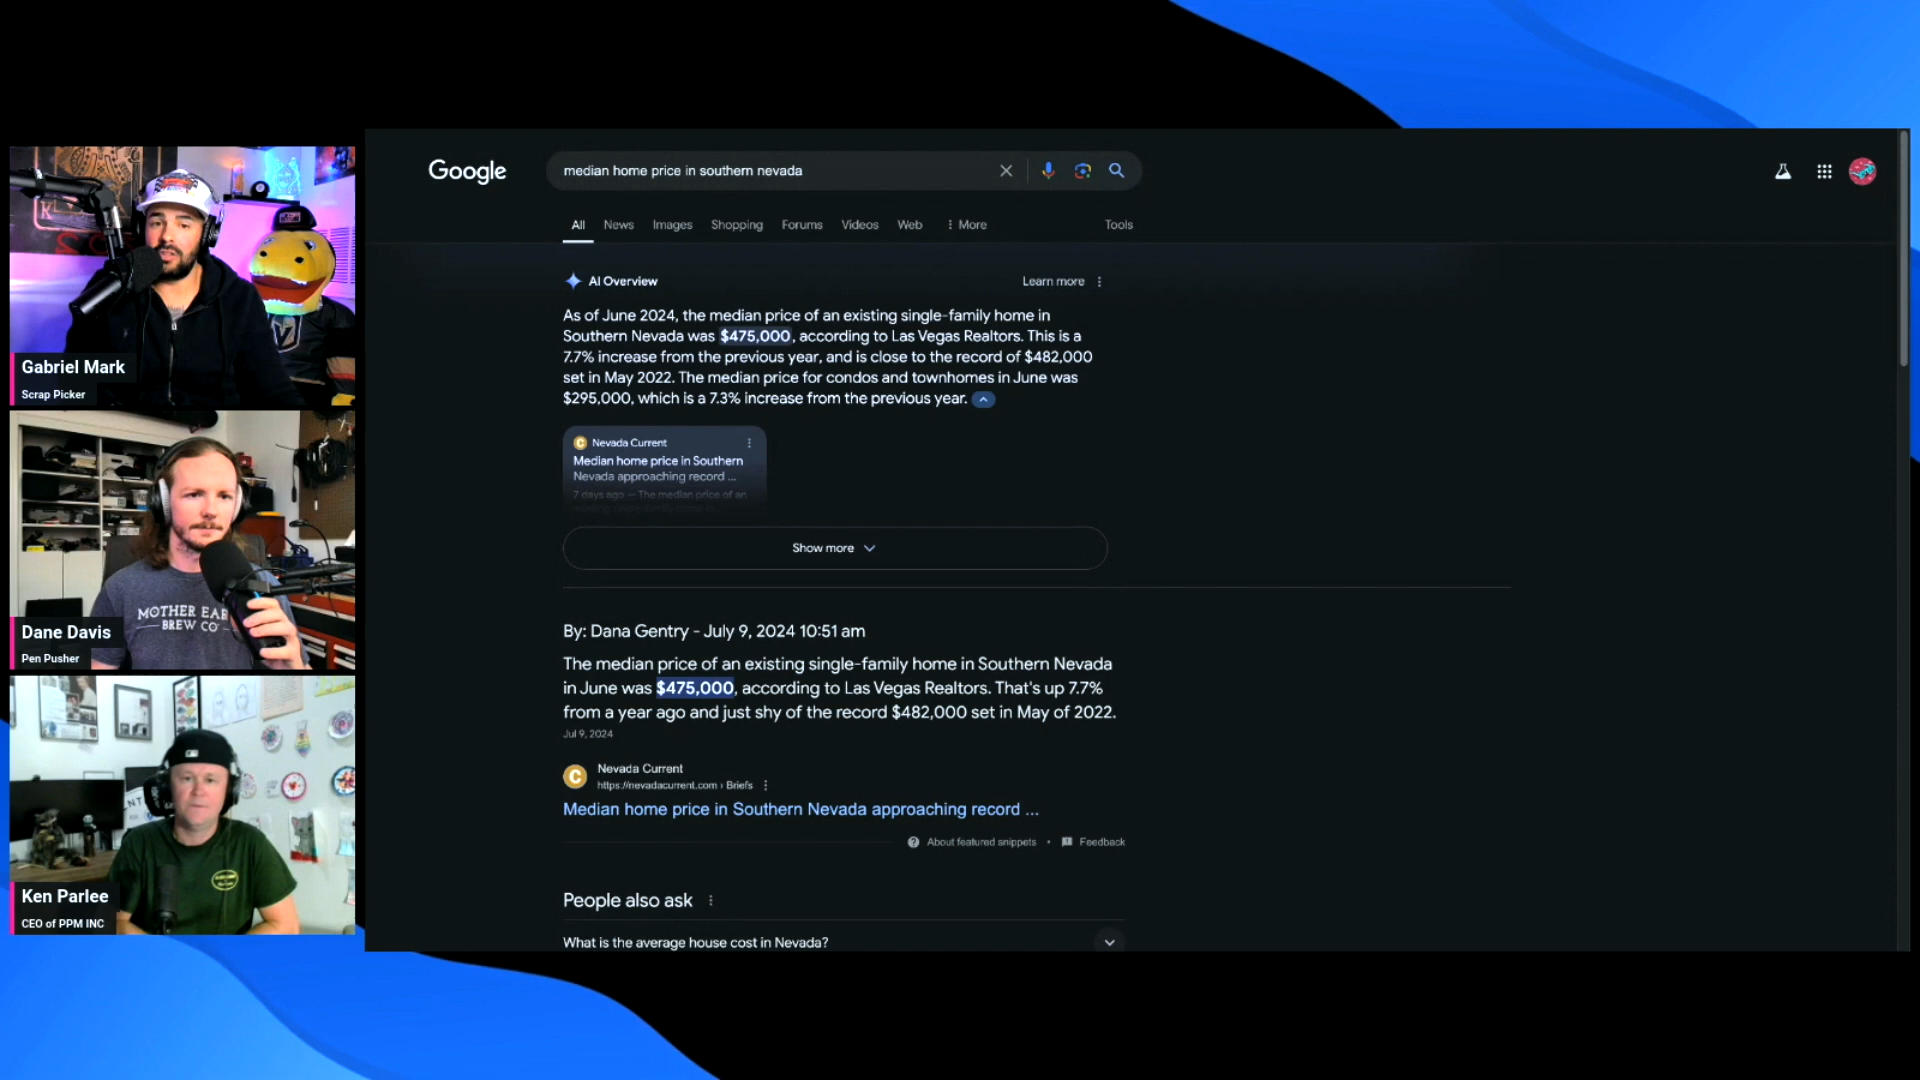 Google
median home price in southern nevada
All News Images Shopping Forums Videos Web More Tools
AI Overview
Learn more
As of June 2024, the median price of an existing single-family home in
Southern Nevada was $475,000, according to Las Vegas Realtors. This is a
7.7% increase from the previous year, and is close to the record of $482,000
set in May 2022. The median price for condos and townhomes in June was
$295,000, which is a 7.3% increase from the previous year.
Nevada Current
Median home price in Southern
Nevada approaching record ...
7 days ago — The median price of an
Show more
By: Dana Gentry - July 9, 2024 10:51 am
The median price of an existing single-family home in Southern Nevada
in June was $475,000, according to Las Vegas Realtors. That's up 7.7%
from a year ago and just shy of the record $482,000 set in May of 2022.
Jul 9, 2024
C
Nevada Current
https://nevadacurrent.com › Briefs
Median home price in Southern Nevada approaching record ...
About featured snippets • Feedback
People also ask
What is the average house cost in Nevada?
Gabriel Mark
Scrap Picker
MOTHER EAR
BREW CO
Dane Davis
Pen Pusher
Ken Parlee
CEO of PPM INC